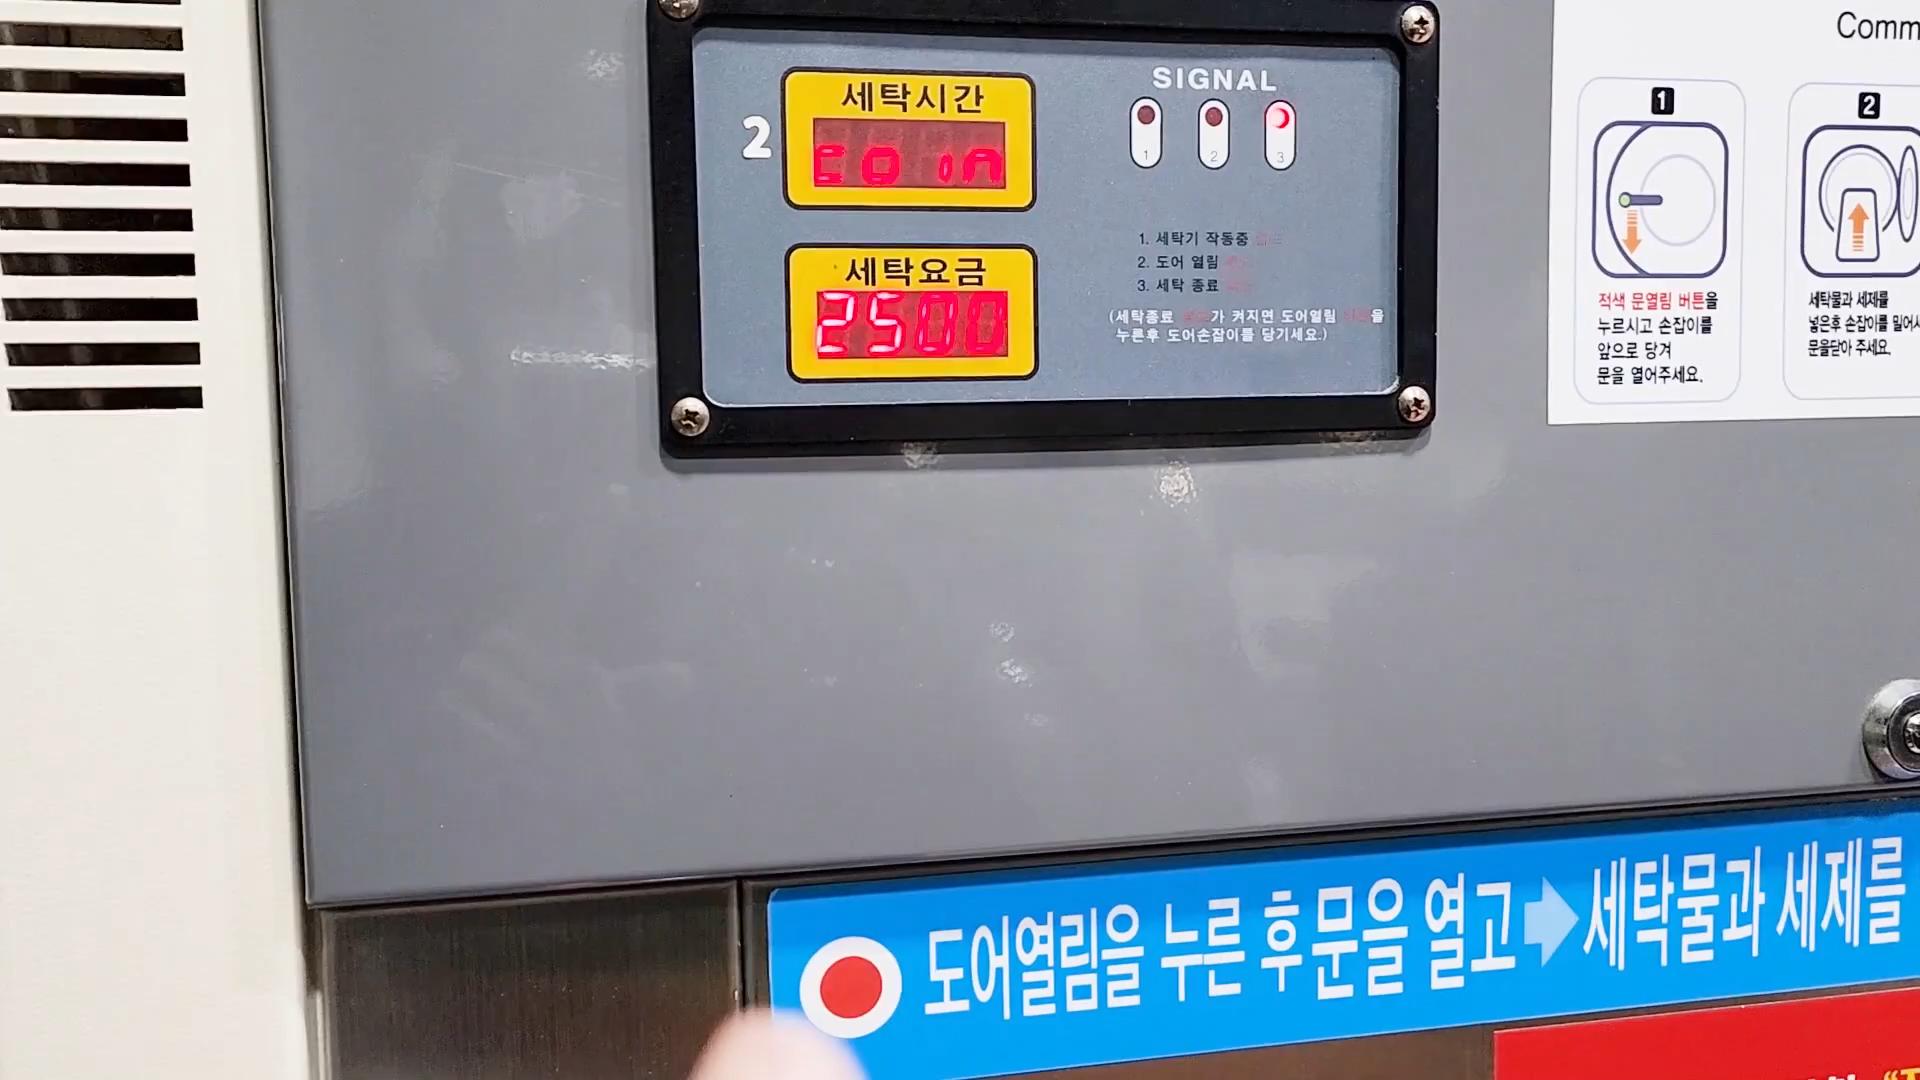 2
세탁시간
coin
세탁요금
2500
SIGNAL
1 2 3
1. 세탁기 작동중
2. 도어 열림
3. 세탁 종료
(세탁종료 가 켜지면 도어열림 을
누른후 도어손잡이를 당기세요.)
Comm
1
적색 문열림 버튼을
누르시고 손잡이를
앞으로 당겨
문을 열어주세요.
2
세탁물과 세제를
넣은후 손잡이를 밀어서
문을닫아 주세요.
도어열림을 누른 후 문을 열고 세탁물과 세제를